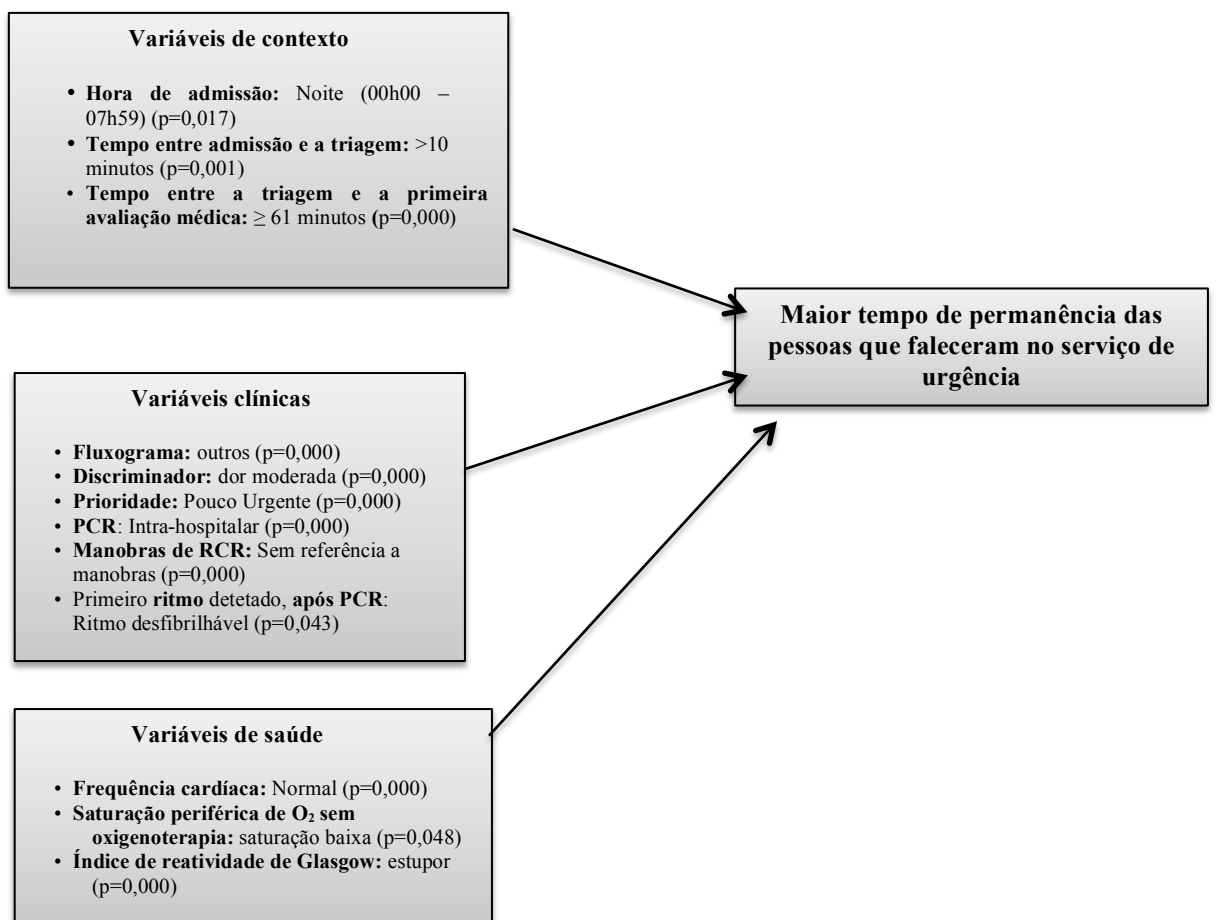 Variáveis de contexto
• Hora de admissão: Noite (00h00 –
07h59) (p=0,017)
• Tempo entre admissão e a triagem: >10
minutos (p=0,001)
• Tempo entre a triagem e a primeira
avaliação médica: ≥ 61 minutos (p=0,000)
Maior tempo de permanência das
pessoas que faleceram no serviço de
urgência
Variáveis clínicas
• Fluxograma: outros (p=0,000)
• Discriminador: dor moderada (p=0,000)
• Prioridade: Pouco Urgente (p=0,000)
• PCR: Intra-hospitalar (p=0,000)
• Manobras de RCR: Sem referência a
manobras (p=0,000)
• Primeiro ritmo detetado, após PCR:
Ritmo desfibrilhável (p=0,043)
Variáveis de saúde
• Frequência cardíaca: Normal (p=0,000)
• Saturação periférica de O₂ sem
oxigenoterapia: saturação baixa (p=0,048)
• Índice de reatividade de Glasgow: estupor
(p=0,000)